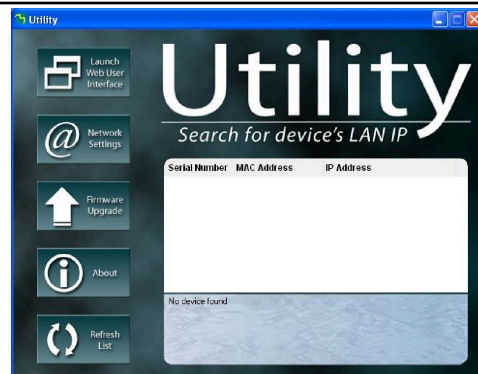 Utility
Launch
Web User
Interface
Network
Settings
Firmware
Upgrade
About
Refresh
List
Utility
Search for device's LAN IP
Serial Number MAC Address IP Address
No device found